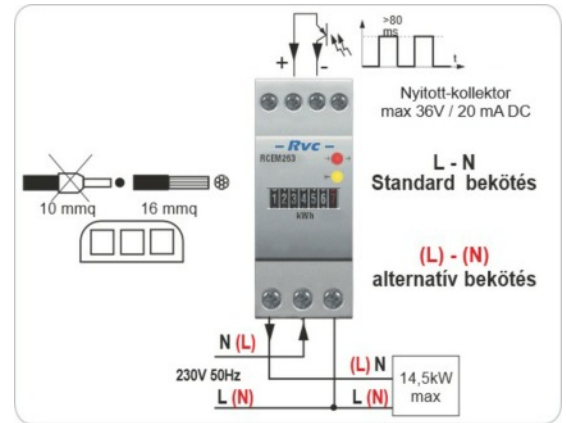 >80
ms
+
-
t
Nyitott-kollektor
max 36V / 20 mA DC
- Rvc -
RCEM263
1 2 3 4 5 6
kWh
L - N
Standard bekötés
10 mmq
16 mmq
(L) - (N)
alternatív bekötés
N (L)
230V 50Hz
(L) N
L (N)
L (N)
14,5kW
max